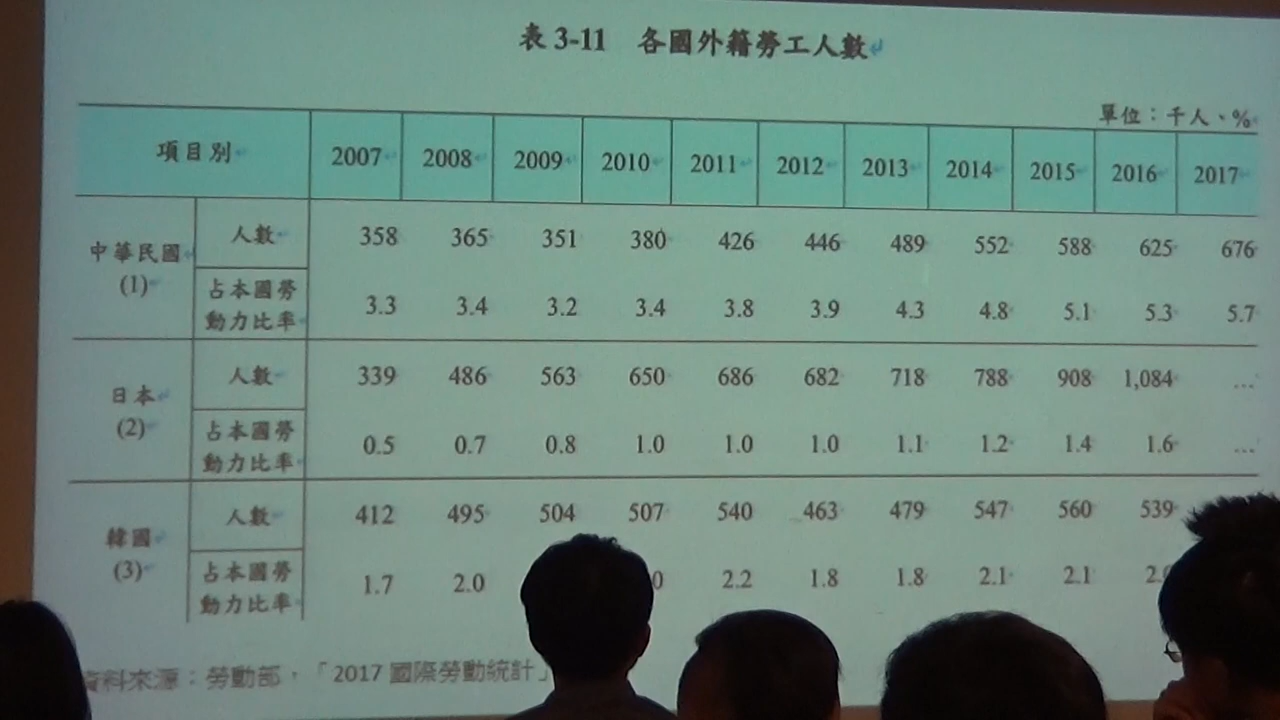 表 3-11 各國外籍勞工人數
單位：千人、%
項目別 2007 2008 2009 2010 2011 2012 2013 2014 2015 2016 2017
中華民國 (1) 人數 358 365 351 380 426 446 489 552 588 625 676
占本國勞動力比率 3.3 3.4 3.2 3.4 3.8 3.9 4.3 4.8 5.1 5.3 5.7
日本 (2) 人數 339 486 563 650 686 682 718 788 908 1,084 …
占本國勞動力比率 0.5 0.7 0.8 1.0 1.0 1.0 1.1 1.2 1.4 1.6 …
韓國 (3) 人數 412 495 504 507 540 463 479 547 560 539
占本國勞動力比率 1.7 2.0 2.2 1.8 1.8 2.1 2.1
資料來源：勞動部，「2017 國際勞動統計」